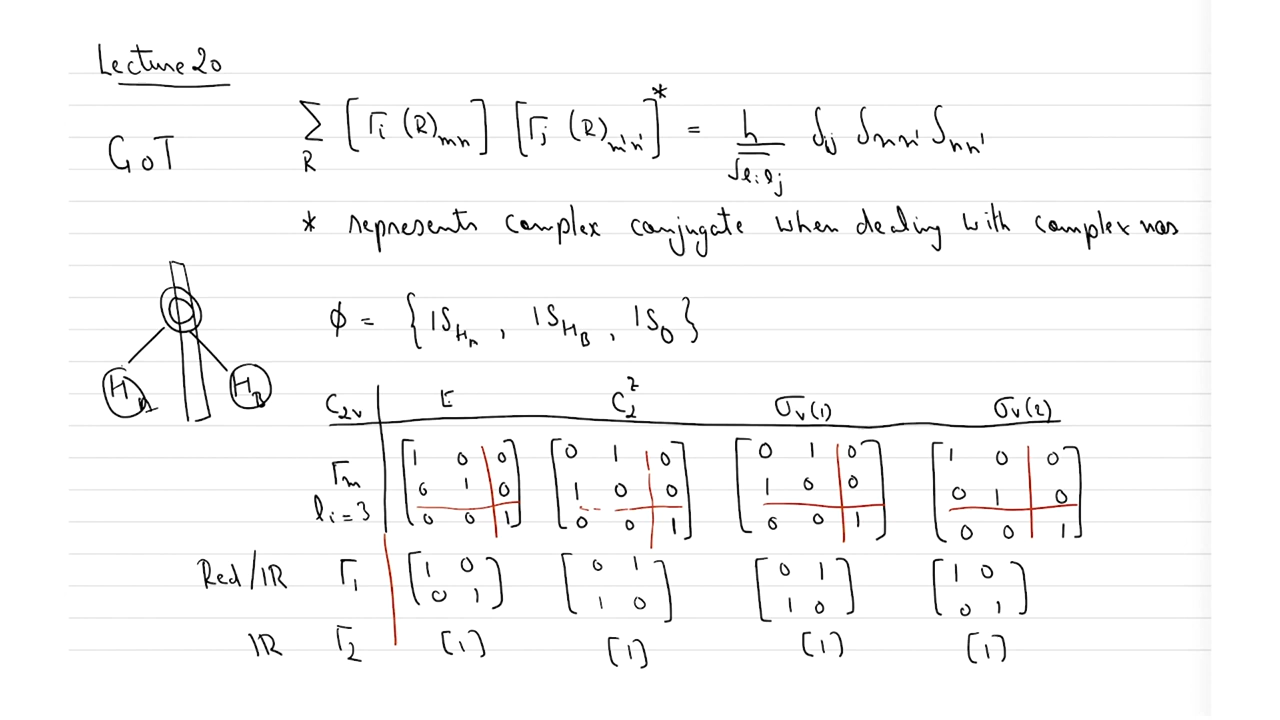 Lecture 20
GOT ∑_R [Γi (R)mn] [Γj (R)m'n']* = h/√(li lj) δij δmm' δnn'
* represents complex conjugate when dealing with complex nos
φ = {1S_HA, 1S_HB, 1S_O}
H_A H_B
C2v E C2^z σv(1) σv(2)
Γm li=3 [1 0 0; 0 1 0; 0 0 1] [0 1 0; 1 0 0; 0 0 1] [0 1 0; 1 0 0; 0 0 1] [1 0 0; 0 1 0; 0 0 1]
Red/IR Γ1 [1 0; 0 1] [0 1; 1 0] [0 1; 1 0] [1 0; 0 1]
IR Γ2 [1] [1] [1] [1]